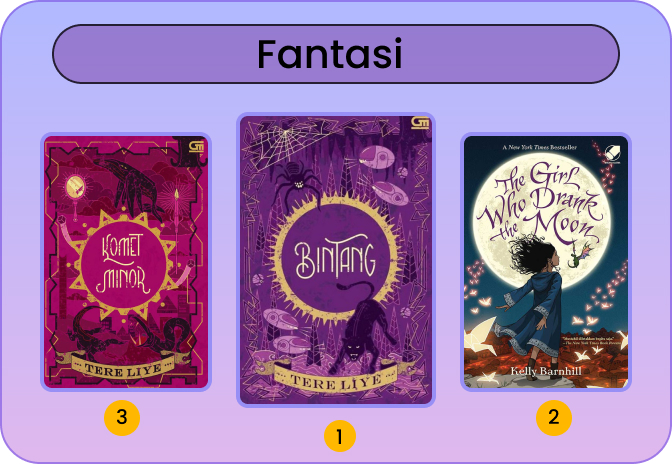 Fantasi
KOMET
MINOR
TERE LIYE
3
BINTANG
TERE LIYE
1
A New York Times Bestseller
The Girl
Who Drank
the Moon
Kelly Barnhill
2